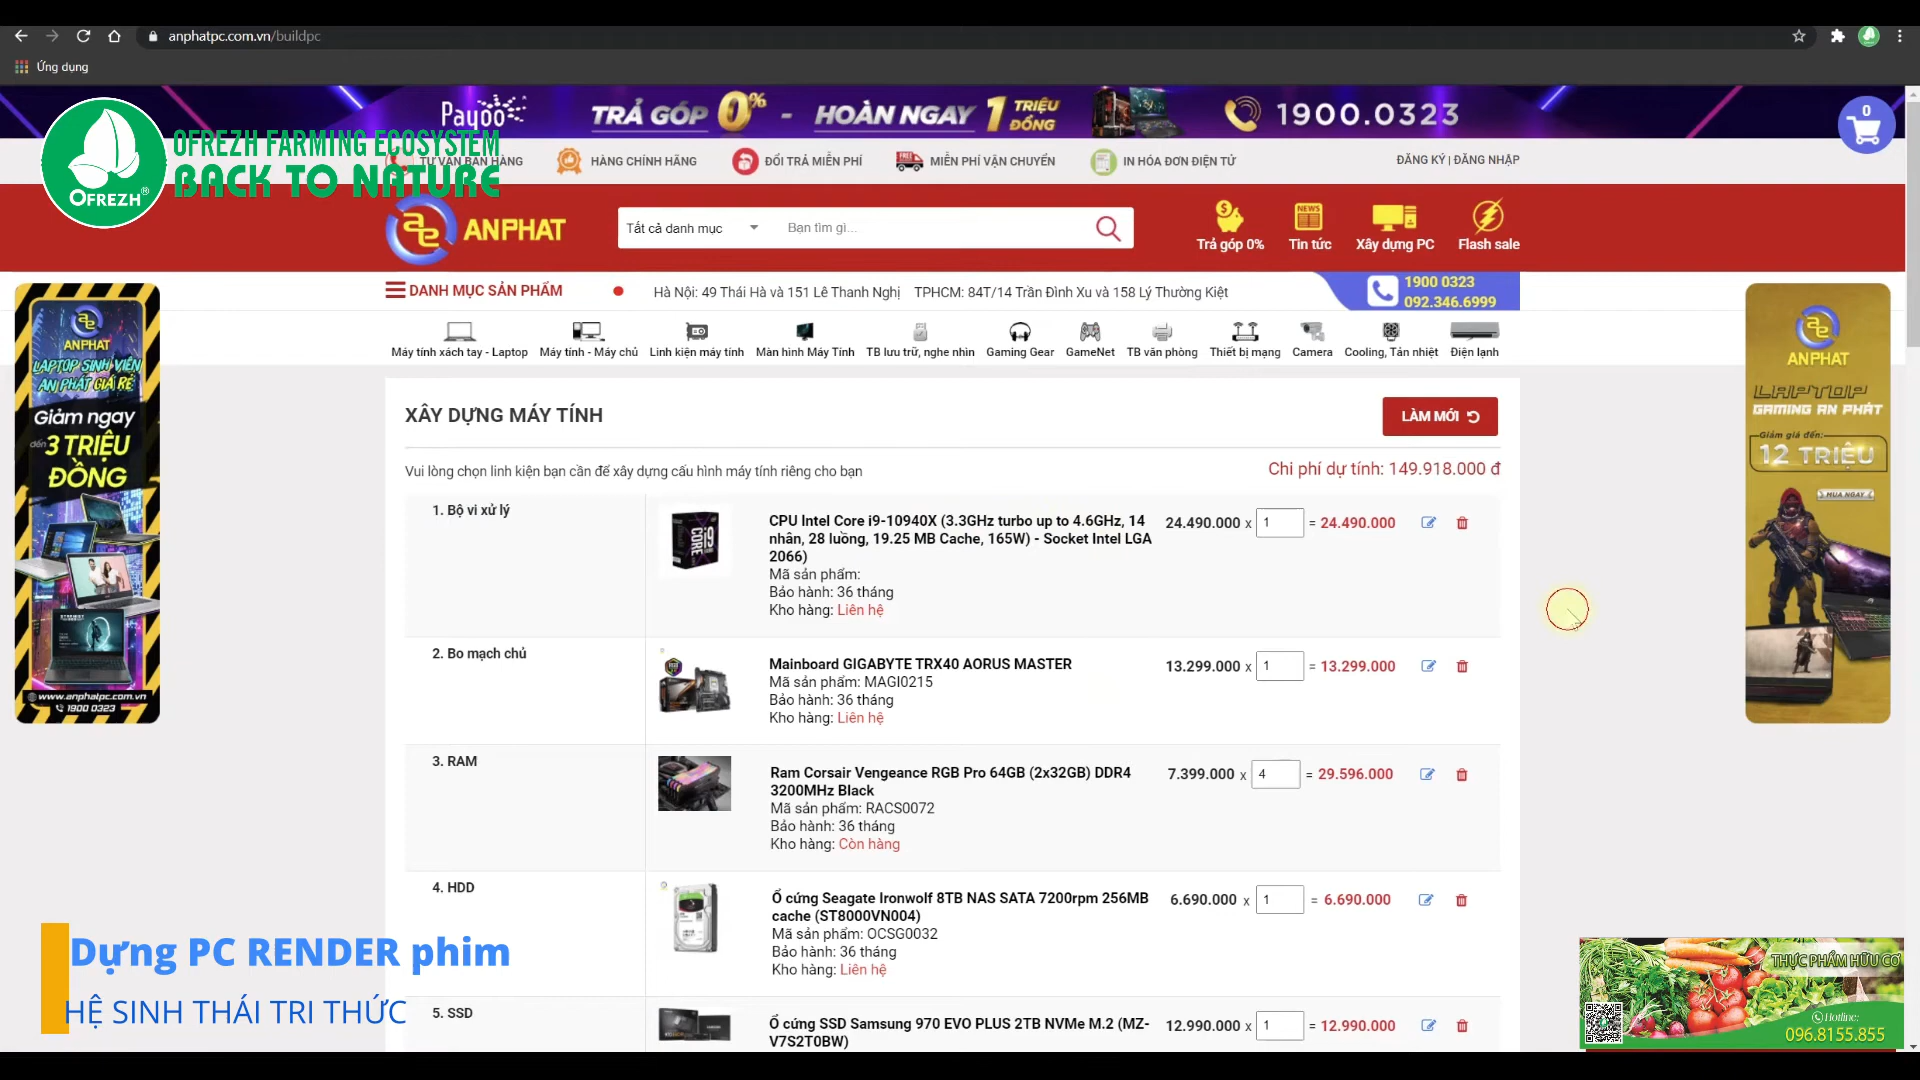 anphatpc.com.vn/buildpc
Ứng dụng
Payoo
TRẢ GÓP 0% - HOÀN NGAY 1 TRIỆU ĐỒNG
1900.0323
0
OFREZH FARMING ECOSYSTEM
BACK TO NATURE
OFREZH®
TƯ VẤN BÁN HÀNG
HÀNG CHÍNH HÃNG
ĐỔI TRẢ MIỄN PHÍ
MIỄN PHÍ VẬN CHUYỂN
IN HÓA ĐƠN ĐIỆN TỬ
ĐĂNG KÝ | ĐĂNG NHẬP
ANPHAT
Tất cả danh mục
Bạn tìm gì...
Trả góp 0%
NEWS
Tin tức
Xây dựng PC
Flash sale
DANH MỤC SẢN PHẨM
Hà Nội: 49 Thái Hà và 151 Lê Thanh Nghị
TPHCM: 84T/14 Trần Đình Xu và 158 Lý Thường Kiệt
1900 0323
092.346.6999
Máy tính xách tay - Laptop
Máy tính - Máy chủ
Linh kiện máy tính
Màn hình Máy Tính
TB lưu trữ, nghe nhìn
Gaming Gear
GameNet
TB văn phòng
Thiết bị mạng
Camera
Cooling, Tản nhiệt
Điện lạnh
ANPHAT
LAPTOP SINH VIÊN
AN PHÁT GIÁ RẺ
Giảm ngay
đến 3 TRIỆU
ĐỒNG
www.anphatpc.com.vn
1900 0323
ANPHAT
LAPTOP
GAMING AN PHÁT
Giảm giá đến:
12 TRIỆU
MUA NGAY
XÂY DỰNG MÁY TÍNH
LÀM MỚI
Vui lòng chọn linh kiện bạn cần để xây dựng cấu hình máy tính riêng cho bạn
Chi phí dự tính: 149.918.000 đ
1. Bộ vi xử lý
CORE i9
CPU Intel Core i9-10940X (3.3GHz turbo up to 4.6GHz, 14
nhân, 28 luồng, 19.25 MB Cache, 165W) - Socket Intel LGA
2066)
Mã sản phẩm:
Bảo hành: 36 tháng
Kho hàng: Liên hệ
24.490.000 x 1 = 24.490.000
2. Bo mạch chủ
Mainboard GIGABYTE TRX40 AORUS MASTER
Mã sản phẩm: MAGI0215
Bảo hành: 36 tháng
Kho hàng: Liên hệ
13.299.000 x 1 = 13.299.000
3. RAM
Ram Corsair Vengeance RGB Pro 64GB (2x32GB) DDR4
3200MHz Black
Mã sản phẩm: RACS0072
Bảo hành: 36 tháng
Kho hàng: Còn hàng
7.399.000 x 4 = 29.596.000
4. HDD
Ổ cứng Seagate Ironwolf 8TB NAS SATA 7200rpm 256MB
cache (ST8000VN004)
Mã sản phẩm: OCSG0032
Bảo hành: 36 tháng
Kho hàng: Liên hệ
6.690.000 x 1 = 6.690.000
5. SSD
Ổ cứng SSD Samsung 970 EVO PLUS 2TB NVMe M.2 (MZ-
V7S2T0BW)
12.990.000 x 1 = 12.990.000
Dựng PC RENDER phim
HỆ SINH THÁI TRI THỨC
THỰC PHẨM HỮU CƠ
Hotline:
096.8155.855